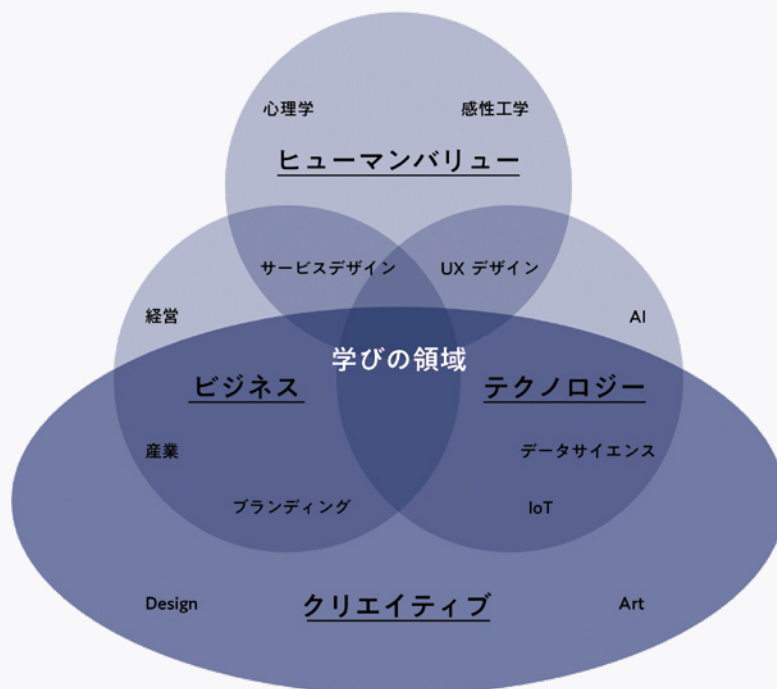 心理学
感性工学
ヒューマンバリュー
サービスデザイン
UX デザイン
経営
AI
学びの領域
ビジネス
テクノロジー
産業
データサイエンス
ブランディング
IoT
Design
クリエイティブ
Art